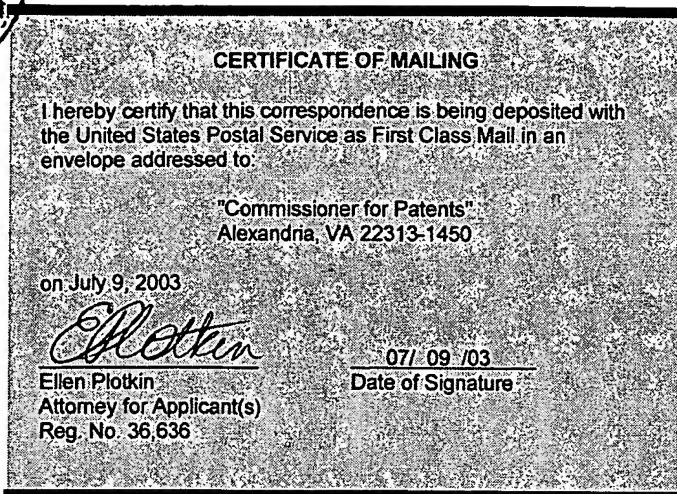 CERTIFICATE OF MAILING
I hereby certify that this correspondence is being deposited with
the United States Postal Service as First Class Mail in an
envelope addressed to:
"Commissioner for Patents"
Alexandria, VA 22313-1450
on July 9, 2003
EPlotkin
07/ 09 /03
Ellen Plotkin
Date of Signature
Attorney for Applicant(s)
Reg. No. 36,636